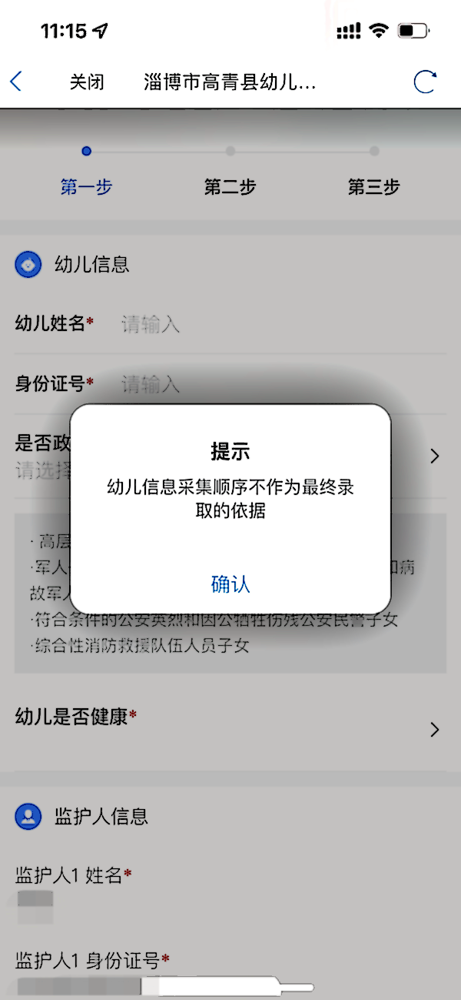 11:15
关闭
淄博市高青县幼儿...
第一步
第二步
第三步
幼儿信息
幼儿姓名* 请输入
身份证号* 请输入
是否政
请选择
提示
幼儿信息采集顺序不作为最终录
取的依据
确认
·高层
·军人
和病
故军人
·符合条件的公安英烈和因公牺牲伤残公安民警子女
·综合性消防救援队伍人员子女
幼儿是否健康*
监护人信息
监护人1 姓名*
监护人1 身份证号*